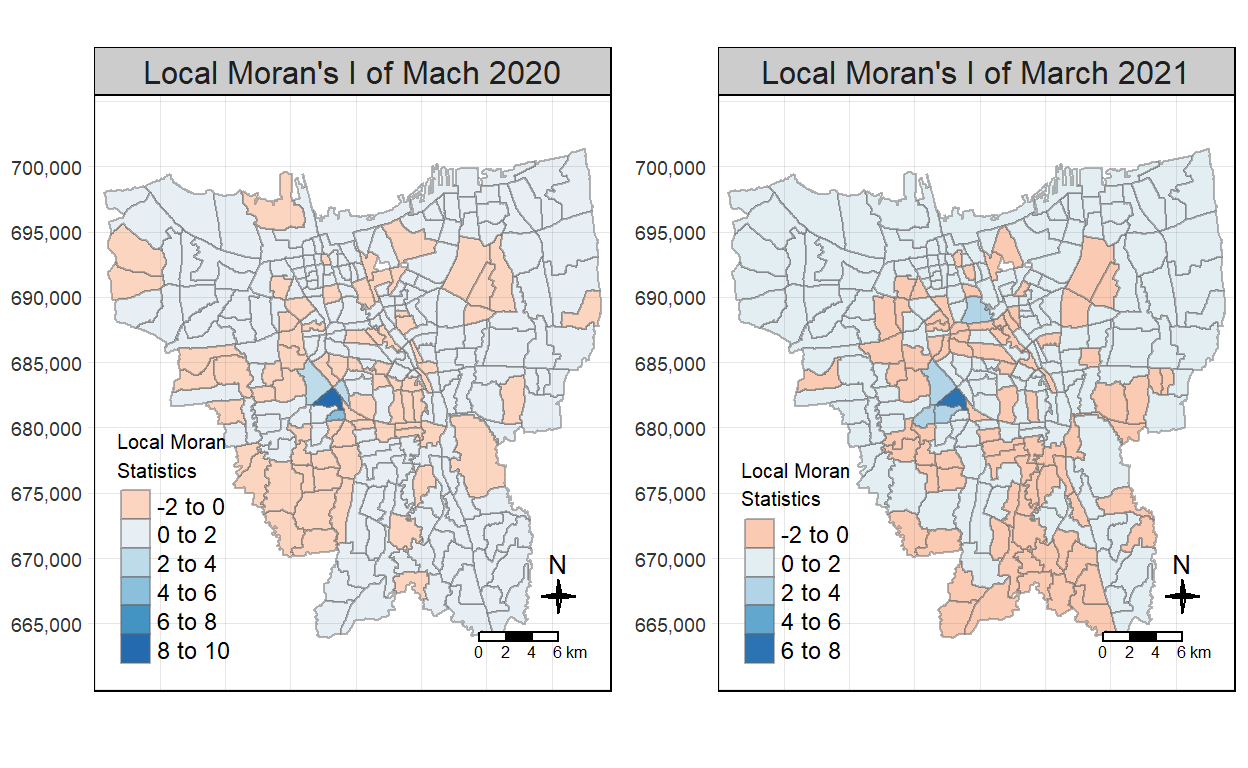 Local Moran's I of Mach 2020
700,000
695,000
690,000
685,000
680,000
675,000
670,000
665,000
Local Moran
Statistics
-2 to 0
0 to 2
2 to 4
4 to 6
6 to 8
8 to 10
N
0 2 4 6 km
Local Moran's I of March 2021
700,000
695,000
690,000
685,000
680,000
675,000
670,000
665,000
Local Moran
Statistics
-2 to 0
0 to 2
2 to 4
4 to 6
6 to 8
N
0 2 4 6 km